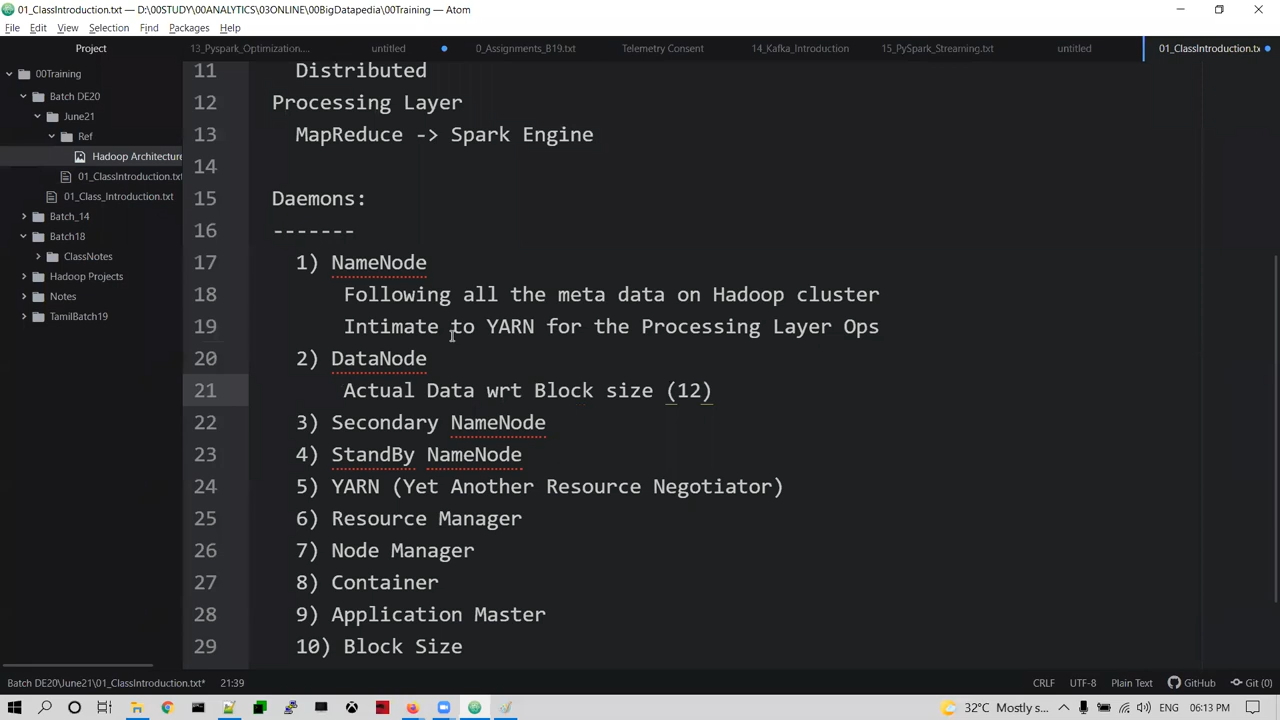 01_ClassIntroduction.txt — D:\00STUDY\00ANALYTICS\03ONLINE\00BigDatapedia\00Training — Atom
File Edit View Selection Find Packages Help
Project
13_Pyspark_Optimization.... untitled 0_Assignments_B19.txt Telemetry Consent 14_Kafka_Introduction 15_PySpark_Streaming.txt untitled 01_ClassIntroduction.tx
00Training
Batch DE20
June21
Ref
Hadoop Architecture
01_ClassIntroduction.txt
01_Class_Introduction.txt
Batch_14
Batch18
ClassNotes
Hadoop Projects
Notes
TamilBatch19
11 Distributed
12 Processing Layer
13 MapReduce -> Spark Engine
14
15 Daemons:
16 -------
17 1) NameNode
18 Following all the meta data on Hadoop cluster
19 Intimate to YARN for the Processing Layer Ops
20 2) DataNode
21 Actual Data wrt Block size (12)
22 3) Secondary NameNode
23 4) StandBy NameNode
24 5) YARN (Yet Another Resource Negotiator)
25 6) Resource Manager
26 7) Node Manager
27 8) Container
28 9) Application Master
29 10) Block Size
Batch DE20\June21\01_ClassIntroduction.txt* 21:39 CRLF UTF-8 Plain Text GitHub Git (0)
32°C Mostly s... ENG 06:13 PM